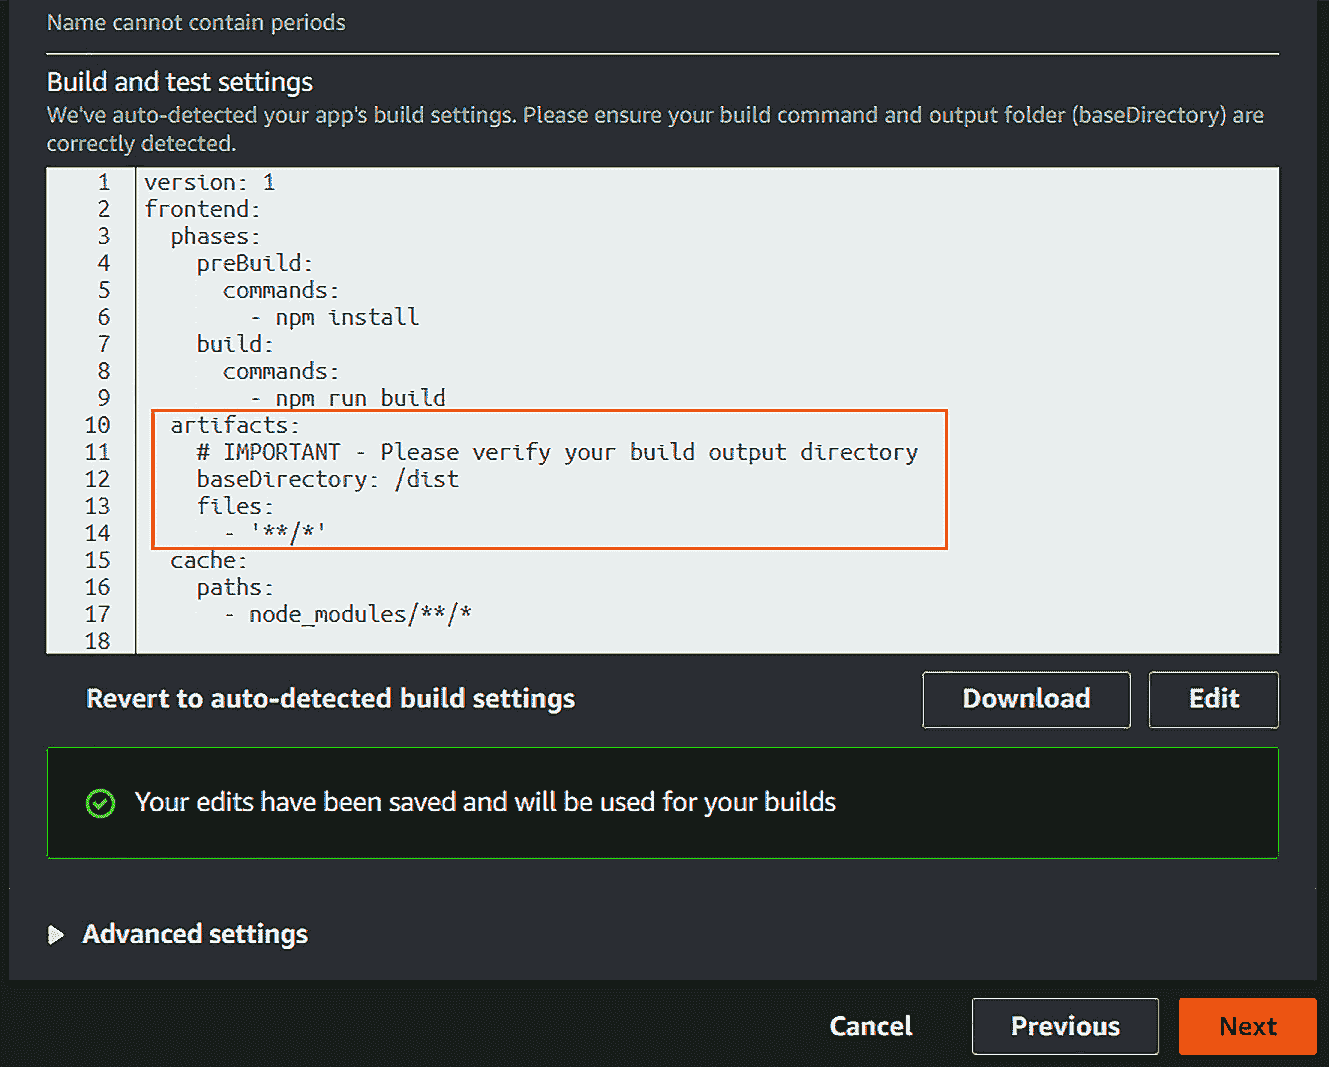 Name cannot contain periods
Build and test settings
We've auto-detected your app's build settings. Please ensure your build command and output folder (baseDirectory) are
correctly detected.
1 version: 1
2 frontend:
3   phases:
4     preBuild:
5       commands:
6         - npm install
7     build:
8       commands:
9         - npm run build
10   artifacts:
11     # IMPORTANT - Please verify your build output directory
12     baseDirectory: /dist
13     files:
14       - '**/*'
15   cache:
16     paths:
17       - node_modules/**/*
18
Revert to auto-detected build settings
Download
Edit
Your edits have been saved and will be used for your builds
Advanced settings
Cancel
Previous
Next